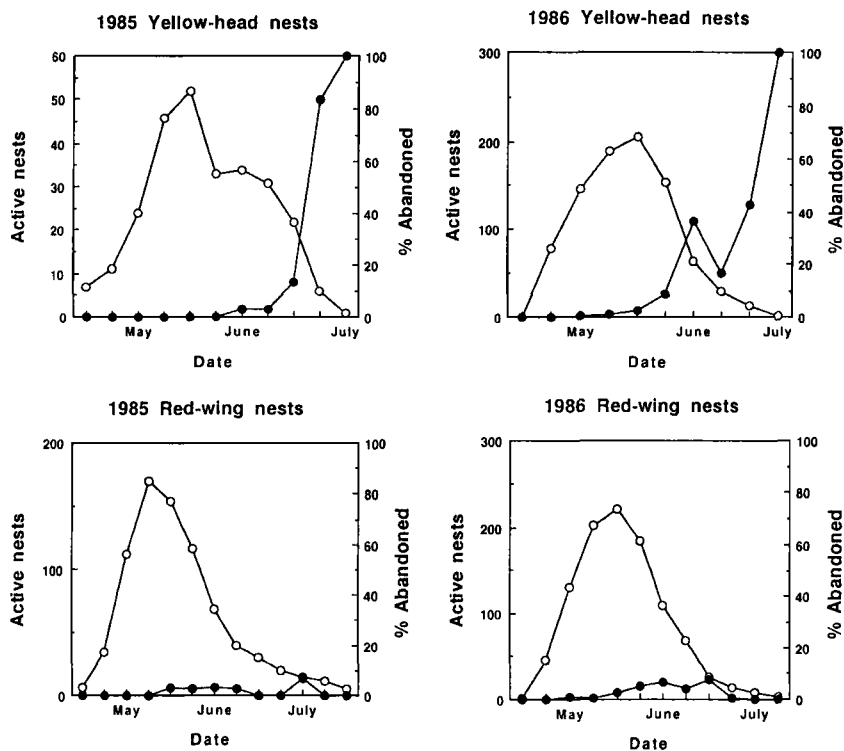 1985 Yellow-head nests
60
50
40
30
20
10
0
Active nests
100
80
60
40
20
0
% Abandoned
May
June
July
Date
1986 Yellow-head nests
300
200
100
0
Active nests
100
80
60
40
20
0
% Abandoned
May
June
July
Date
1985 Red-wing nests
200
100
0
Active nests
100
80
60
40
20
0
% Abandoned
May
June
July
Date
1986 Red-wing nests
300
200
100
0
Active nests
100
80
60
40
20
0
% Abandoned
May
June
July
Date